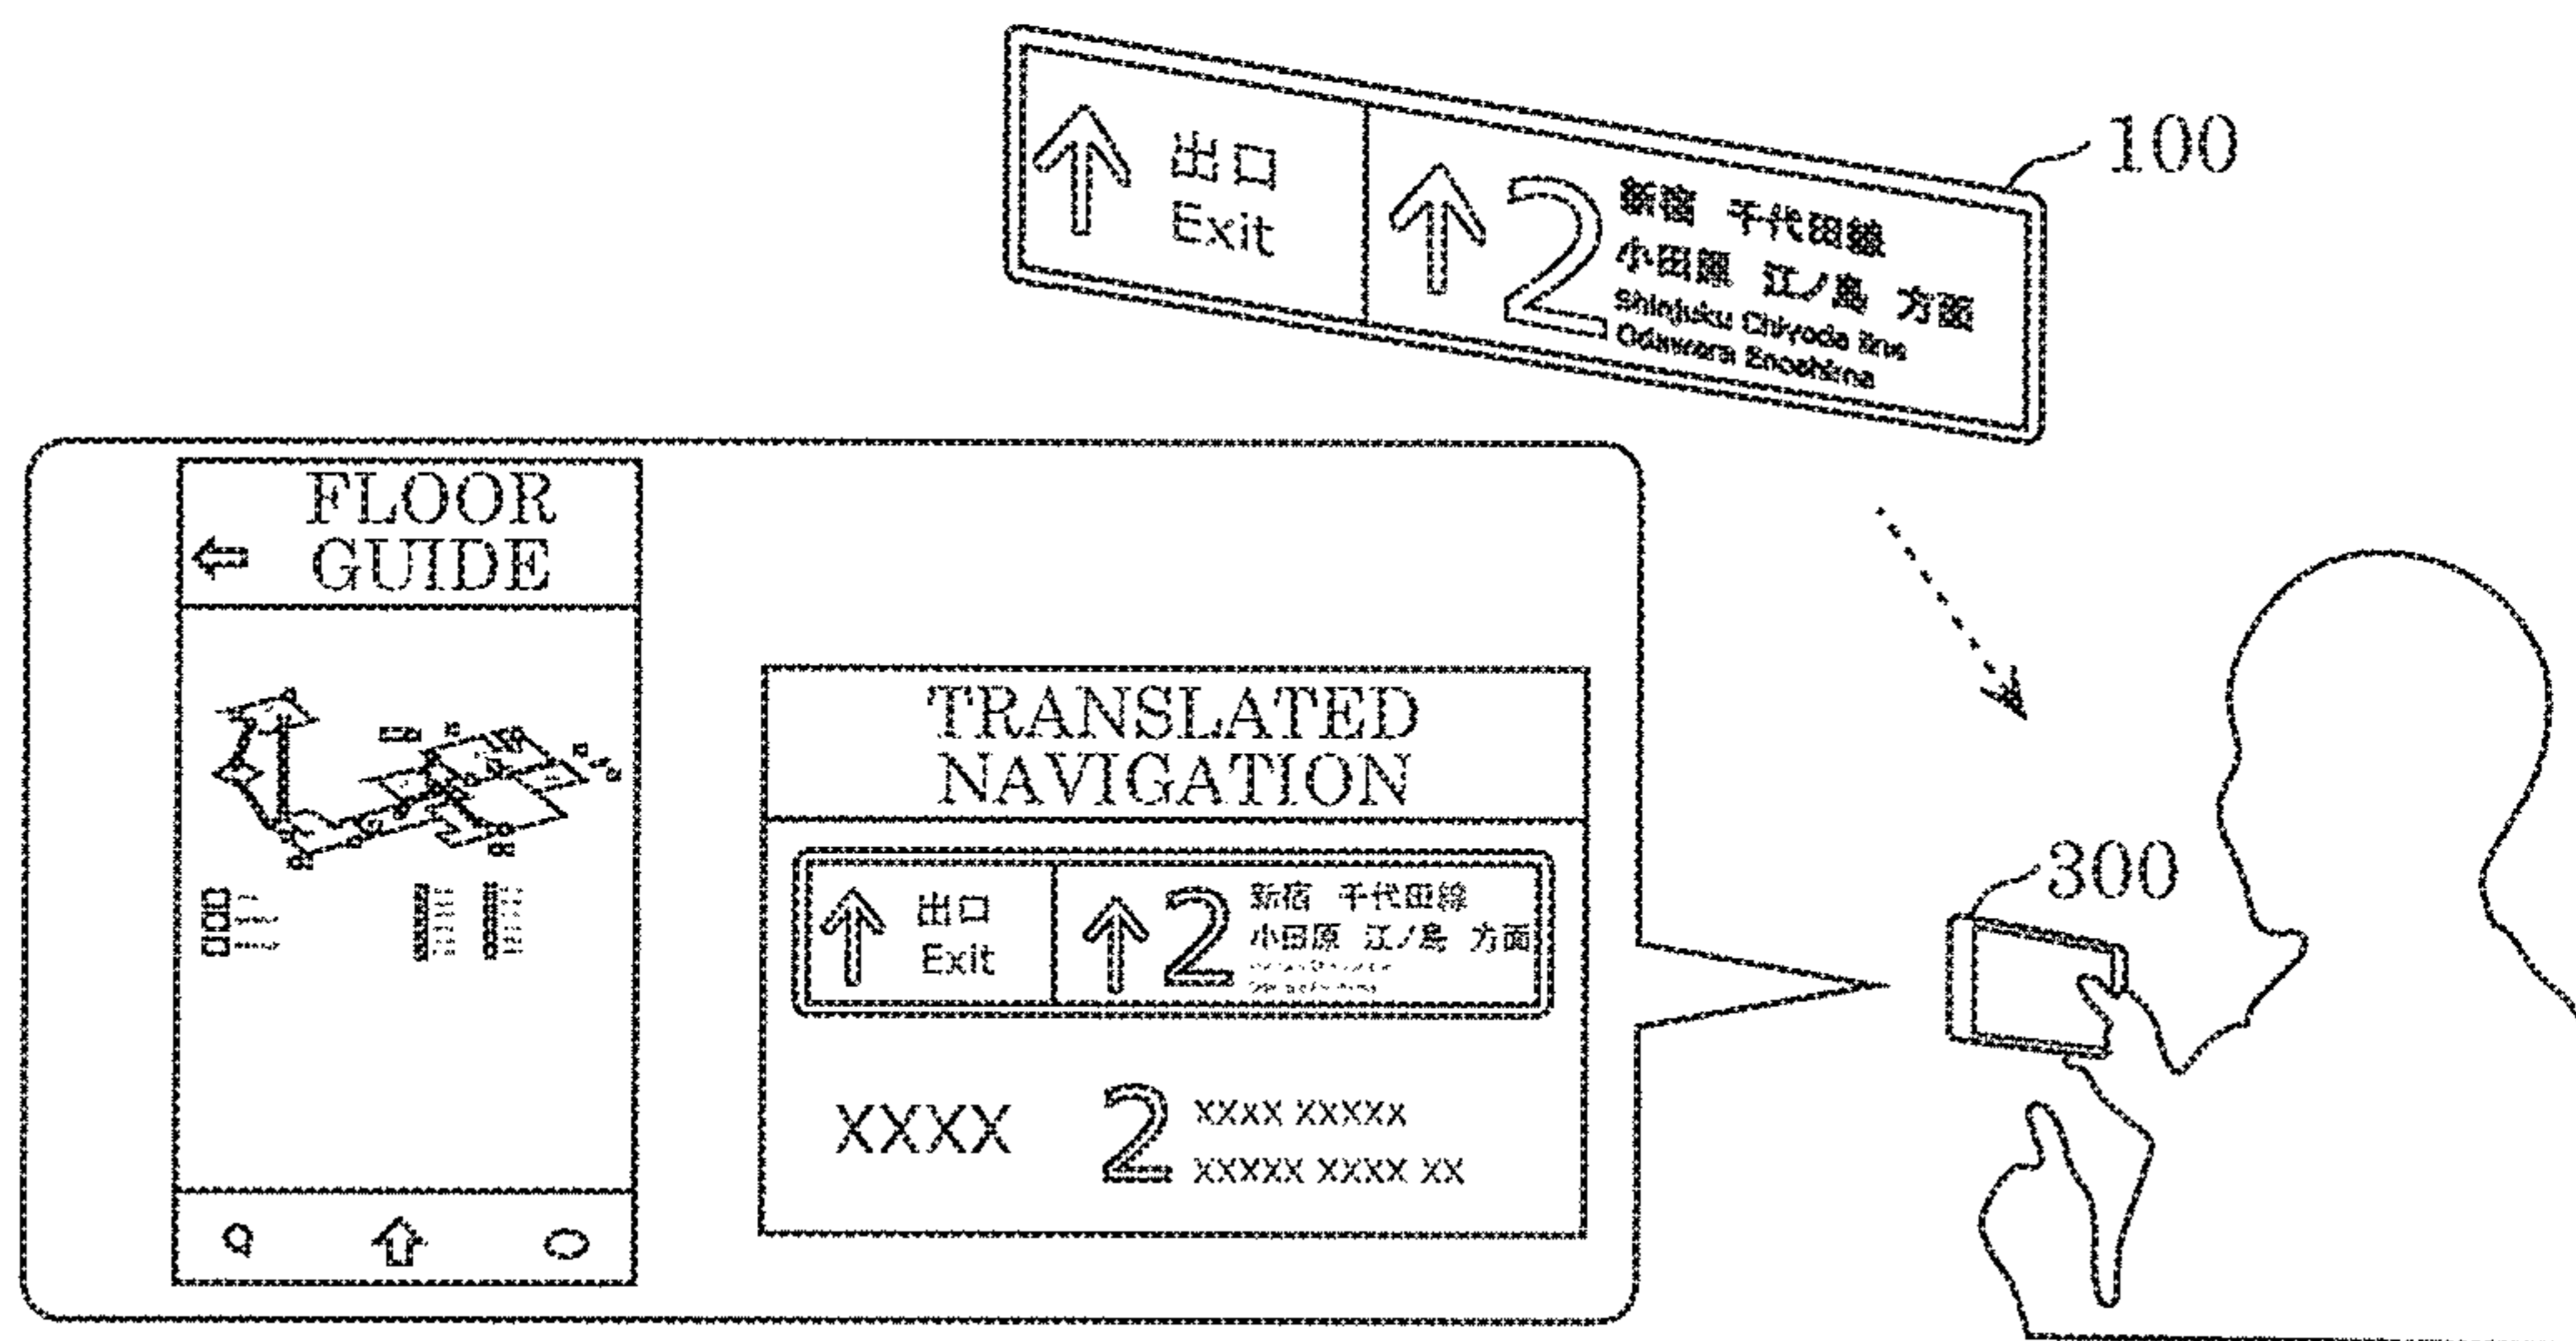 出口
Exit
2
新宿 千代田線
小田原 江ノ島 方面
Shinjuku Chiyoda line
Odawara Enoshima
100
FLOOR
GUIDE
TRANSLATED
NAVIGATION
出口
Exit
2
新宿 千代田線
小田原 江ノ島 方面
XXXX
2
XXxX XXXXx
XXXXX XXXX XX
300